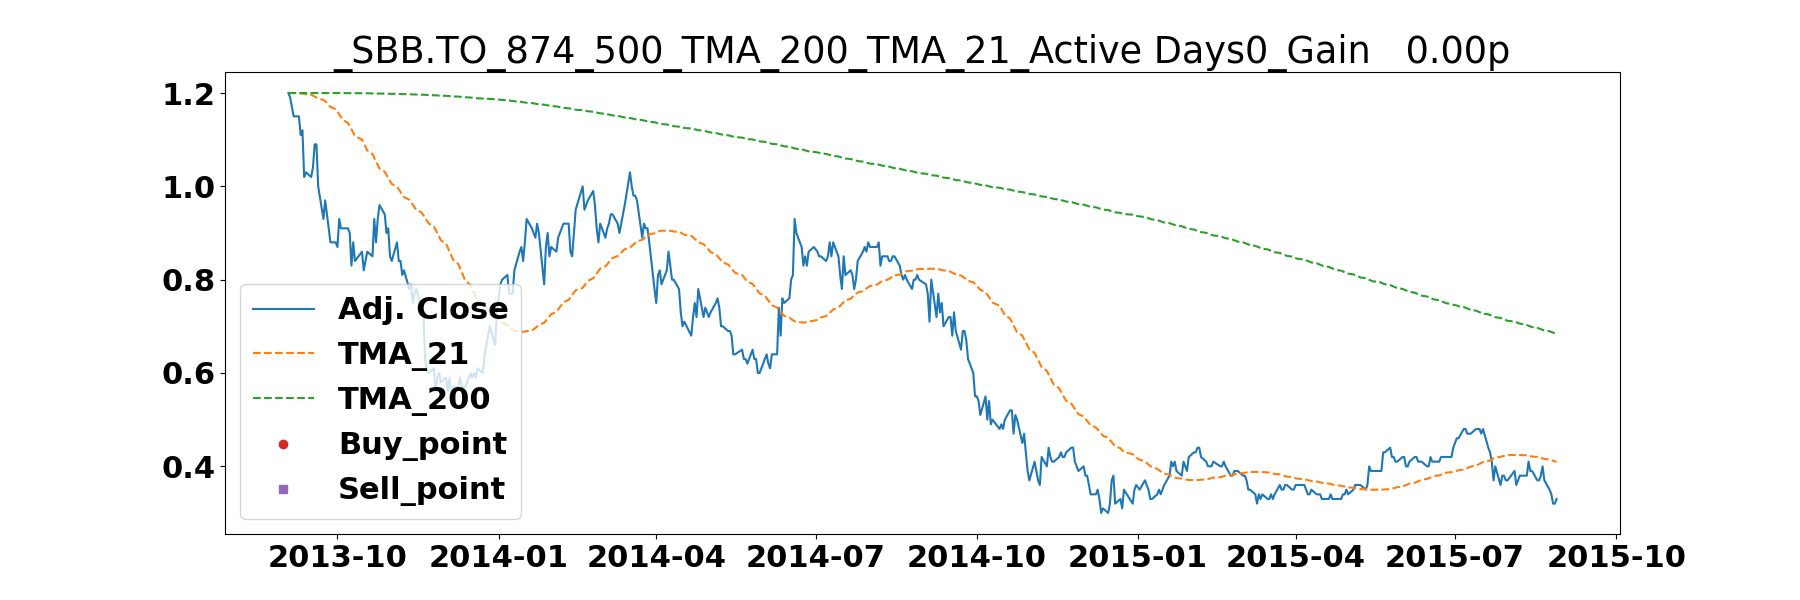 _SBB.TO_874_500_TMA_200_TMA_21_Active Days0_Gain   0.00p
1.2
1.0
0.8
0.6
0.4
Adj. Close
TMA_21
TMA_200
Buy_point
Sell_point
2013-10 2014-01 2014-04 2014-07 2014-10 2015-01 2015-04 2015-07 2015-10